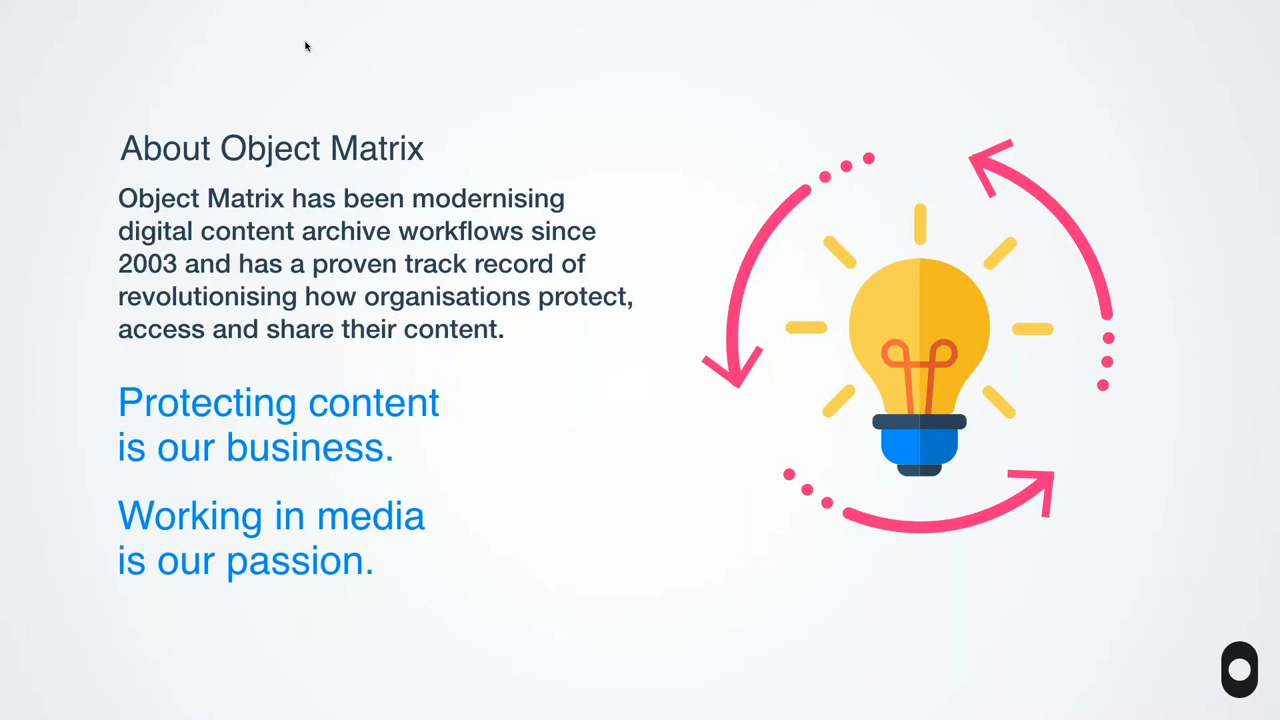 About Object Matrix
Object Matrix has been modernising
digital content archive workflows since
2003 and has a proven track record of
revolutionising how organisations protect,
access and share their content.
Protecting content
is our business.
Working in media
is our passion.